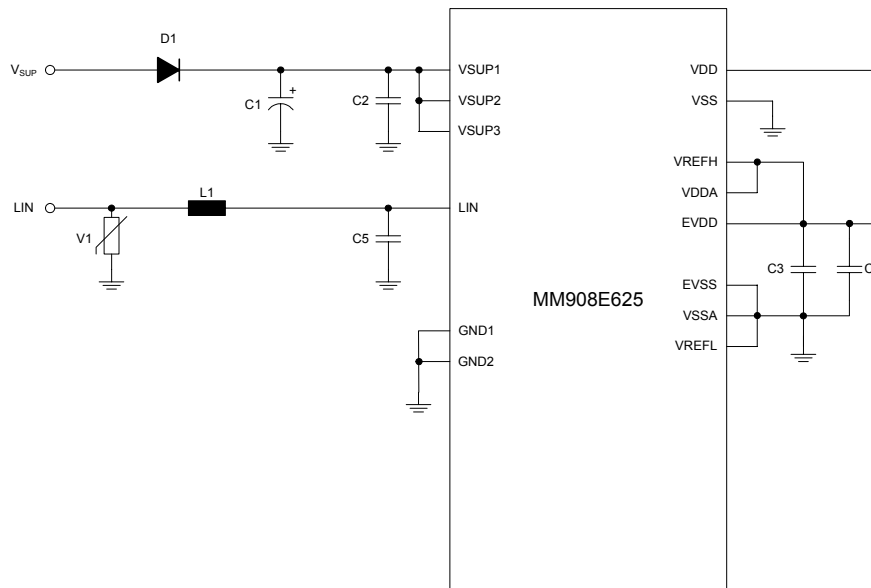 D1
VSUP
C1
+
C2
VSUP1
VSUP2
VSUP3
VDD
VSS
VREFH
VDDA
EVDD
LIN
L1
V1
C5
LIN
C3
EVSS
VSSA
VREFL
MM908E625
GND1
GND2